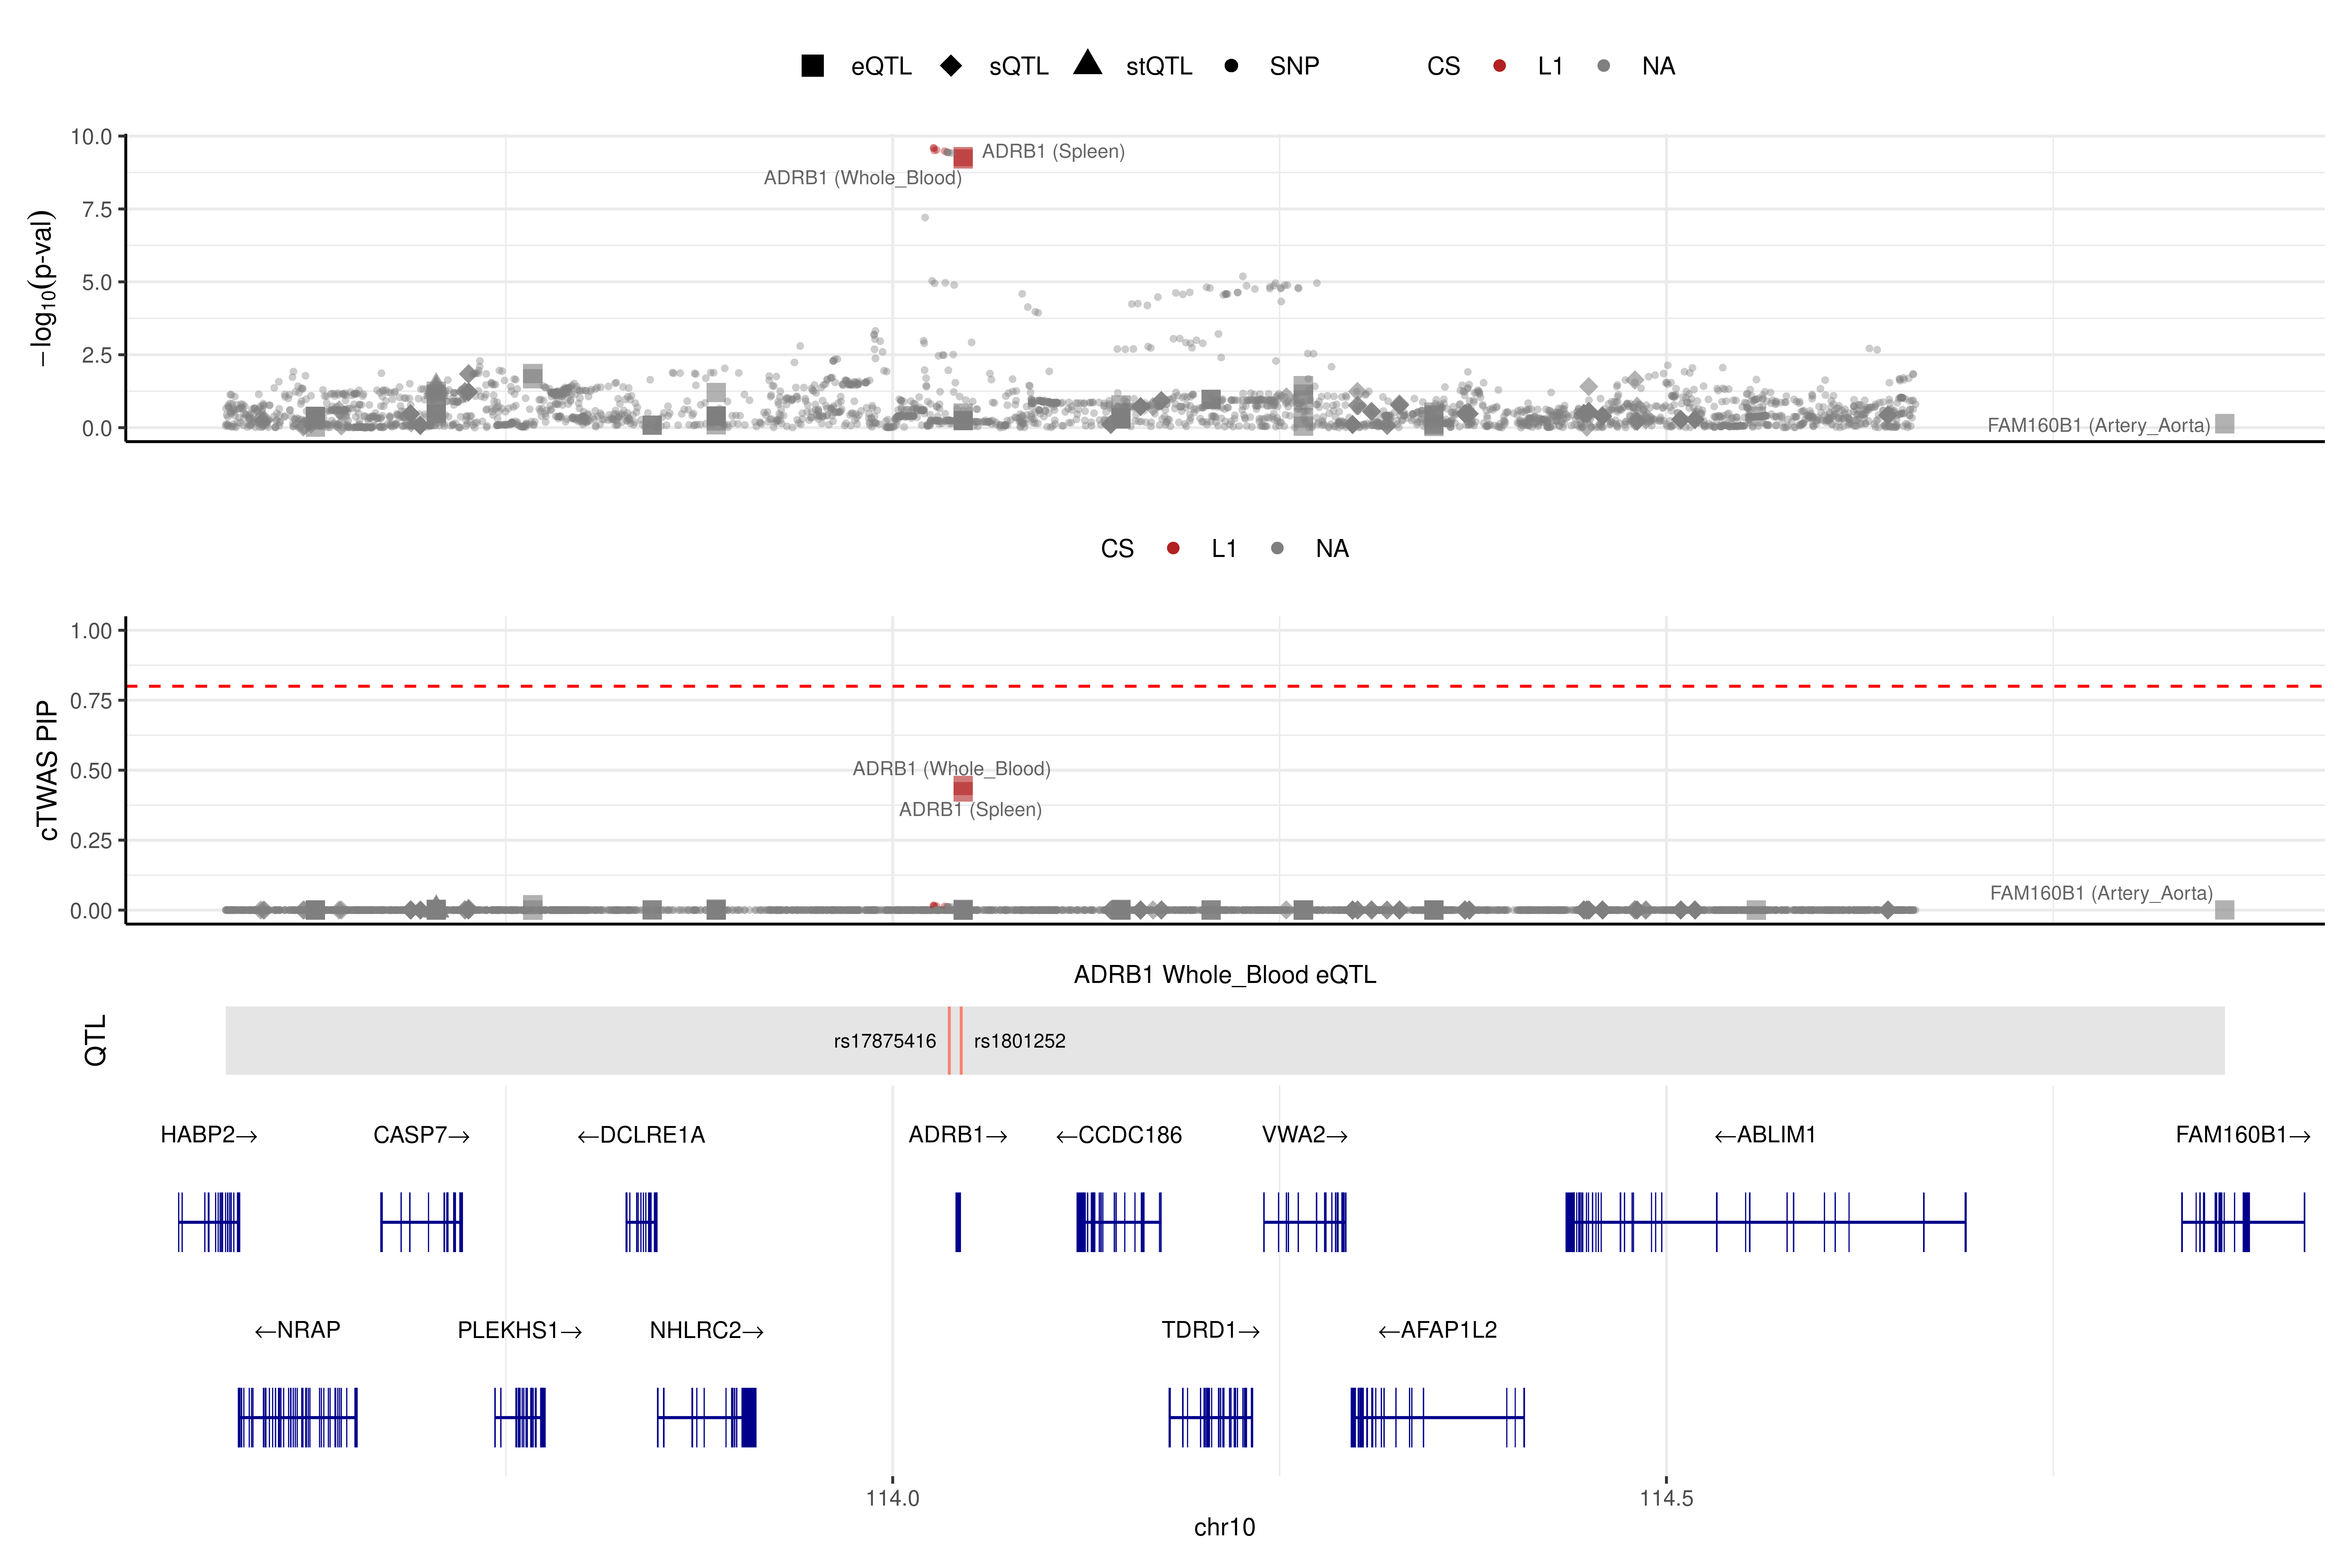 eQTL sQTL stQTL SNP CS L1 NA
−log10(p-val)
10.0
7.5
5.0
2.5
0.0
ADRB1 (Spleen)
ADRB1 (Whole_Blood)
FAM160B1 (Artery_Aorta)
CS L1 NA
cTWAS PIP
1.00
0.75
0.50
0.25
0.00
ADRB1 (Whole_Blood)
ADRB1 (Spleen)
FAM160B1 (Artery_Aorta)
ADRB1 Whole_Blood eQTL
QTL
rs17875416 rs1801252
HABP2→ CASP7→ ←DCLRE1A ADRB1→ ←CCDC186 VWA2→ ←ABLIM1 FAM160B1→
←NRAP PLEKHS1→ NHLRC2→ TDRD1→ ←AFAP1L2
114.0 114.5
chr10